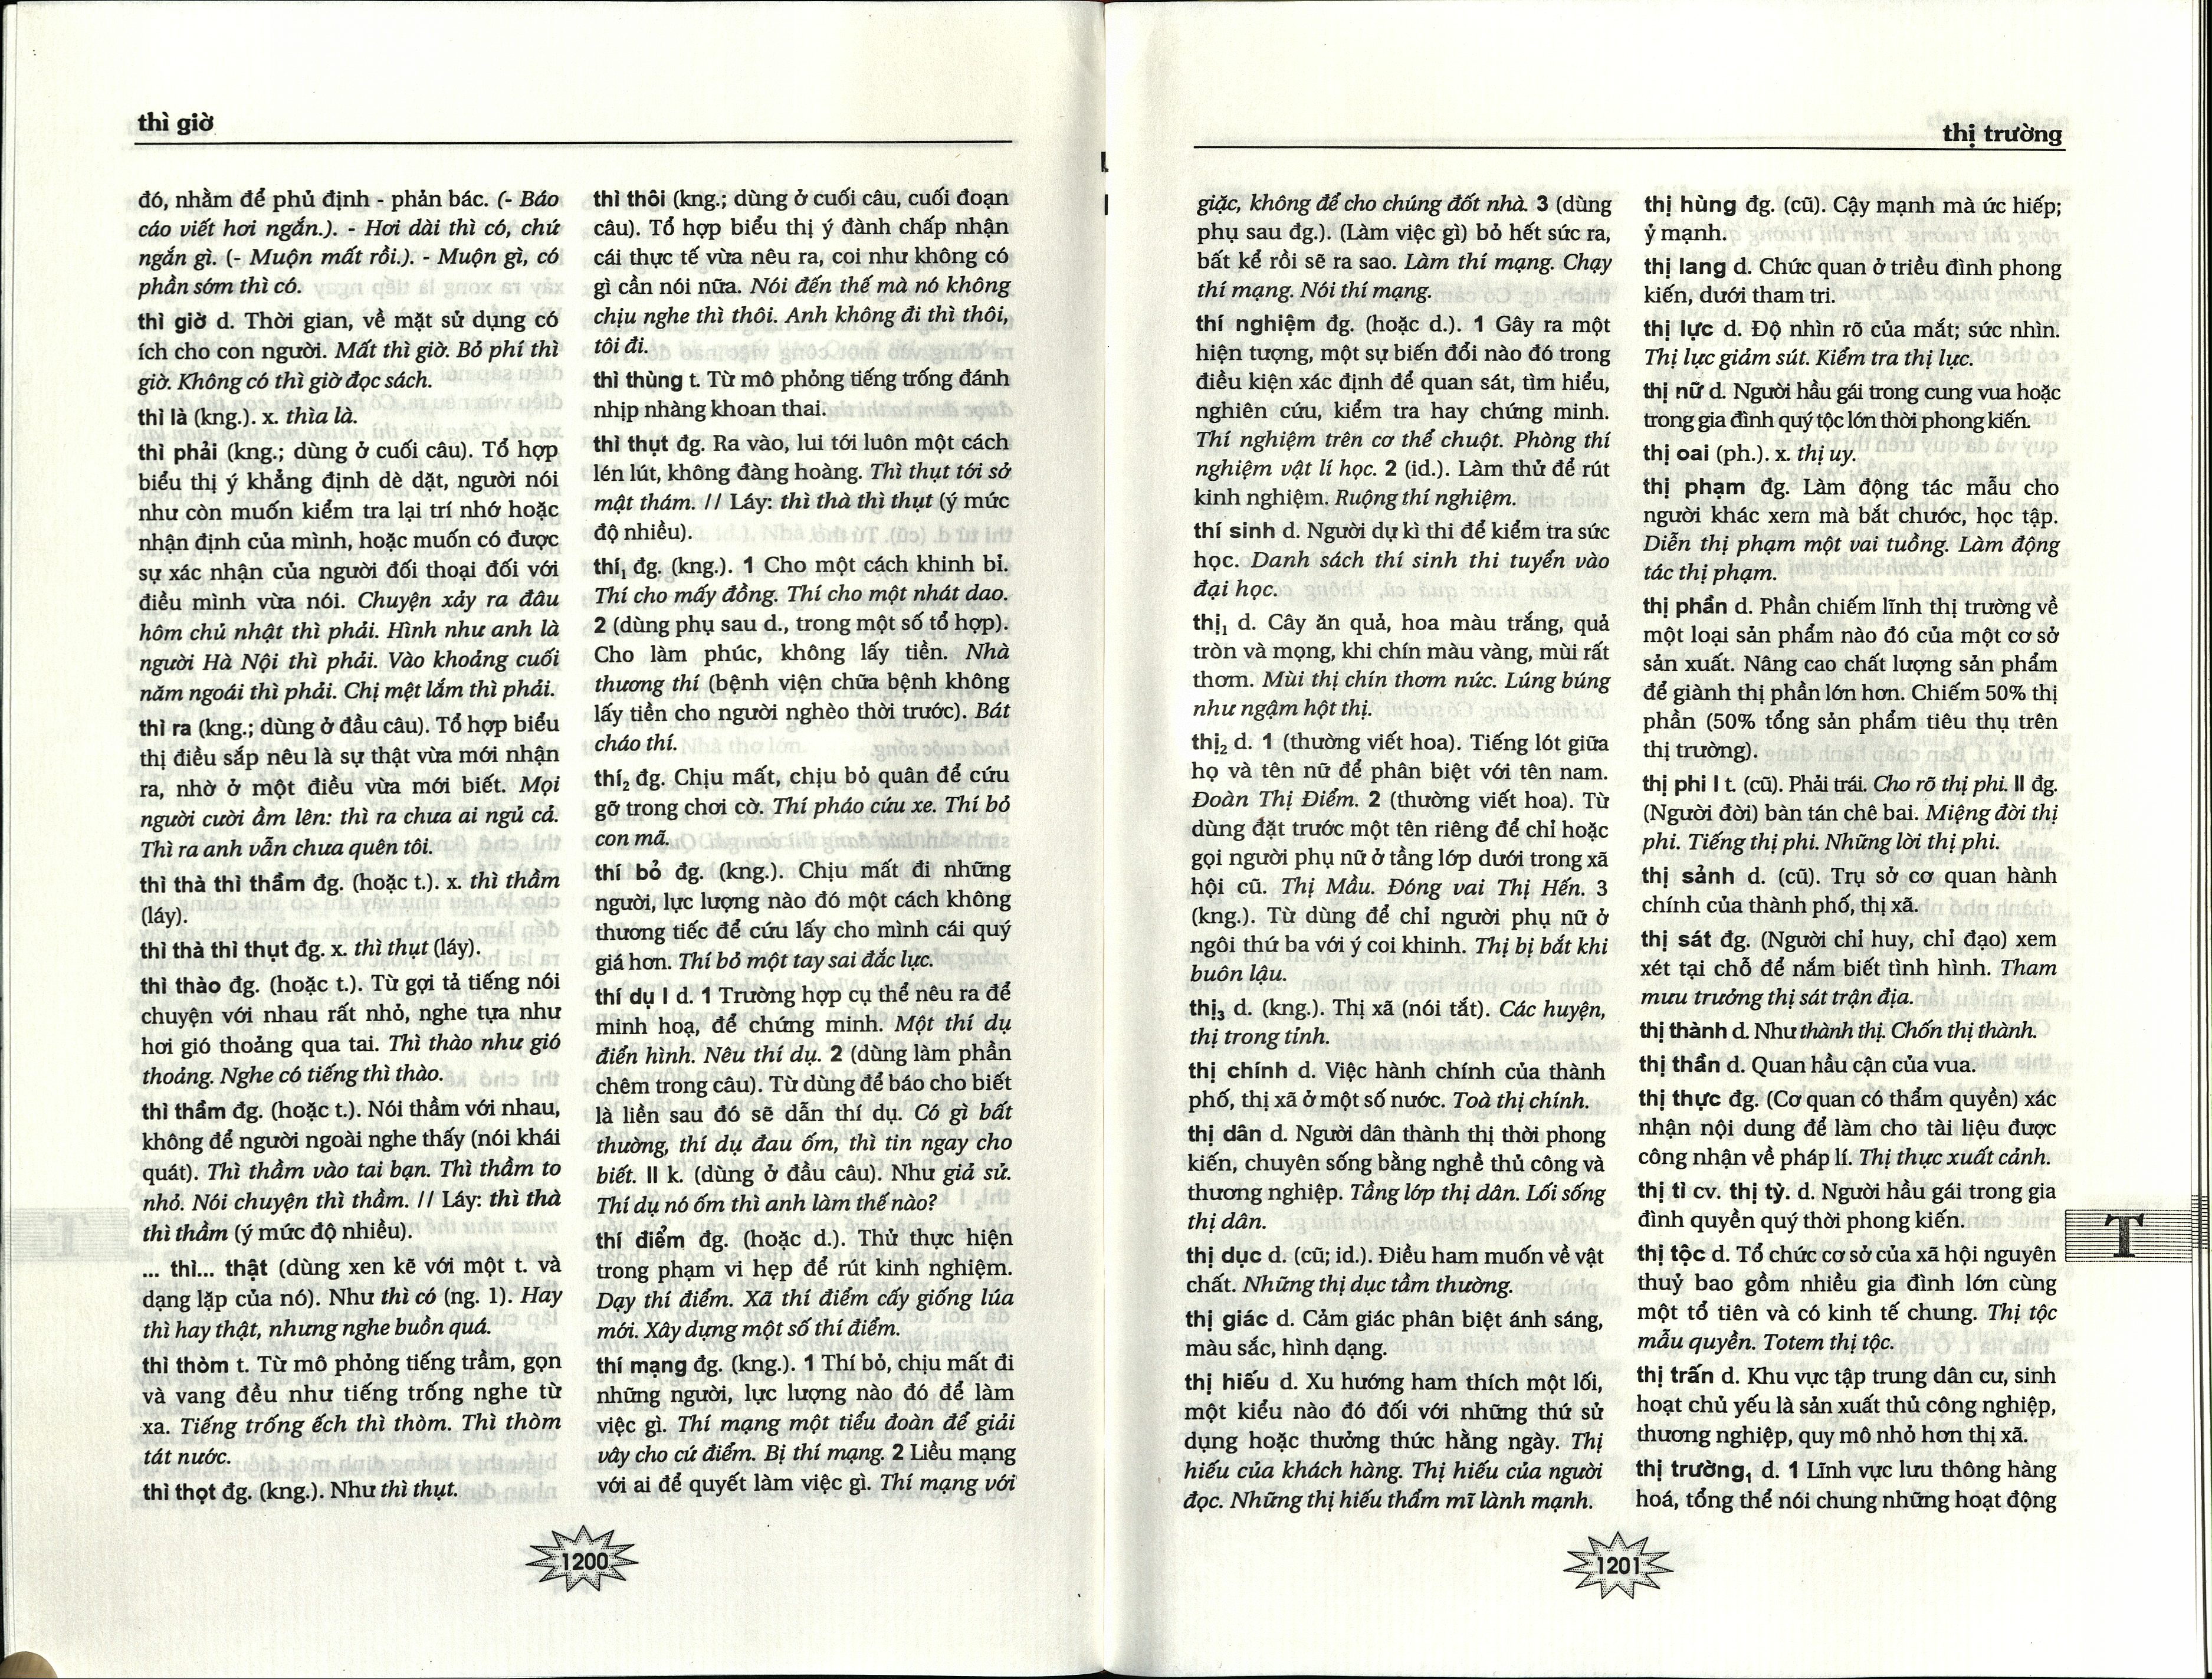 thì giờ
đó, nhằm để phủ định - phản bác. (- Báo
cáo viết hơi ngắn.). - Hơi dài thì có, chứ
ngắn gì. (- Muộn mất rồi.). - Muộn gì, có
phần sớm thì có.
thì giờ d. Thời gian, về mặt sử dụng có
ích cho con người. Mất thì giờ. Bỏ phí thì
giờ. Không có thì giờ đọc sách.
thì là (kng.). x. thìa là.
thì phải (kng.; dùng ở cuối câu). Tổ hợp
biểu thị ý khẳng định dè dặt, người nói
như còn muốn kiểm tra lại trí nhớ hoặc
nhận định của mình, hoặc muốn có được
sự xác nhận của người đối thoại đối với
điều mình vừa nói. Chuyện xảy ra đâu
hôm chủ nhật thì phải. Hình như anh là
người Hà Nội thì phải. Vào khoảng cuối
năm ngoái thì phải. Chị mệt lắm thì phải.
thì ra (kng.; dùng ở đầu câu). Tổ hợp biểu
thị điều sắp nêu là sự thật vừa mới nhận
ra, nhờ ở một điều vừa mới biết. Mọi
người cười ầm lên: thì ra chưa ai ngủ cả.
Thì ra anh vẫn chưa quên tôi.
thì thà thì thầm đg. (hoặc t.). x. thì thầm
(láy).
thì thà thì thụt đg. x. thì thụt (láy).
thì thào đg. (hoặc t.). Từ gợi tả tiếng nói
chuyện với nhau rất nhỏ, nghe tựa như
hơi gió thoảng qua tai. Thì thào như gió
thoảng. Nghe có tiếng thì thào.
thì thầm đg. (hoặc t.). Nói thầm với nhau,
không để người ngoài nghe thấy (nói khái
quát). Thì thầm vào tai bạn. Thì thầm to
nhỏ. Nói chuyện thì thầm. // Láy: thì thà
thì thầm (ý mức độ nhiều).
... thì... thật (dùng xen kẽ với một t. và
dạng lặp của nó). Như thì có (ng. 1). Hay
thì hay thật, nhưng nghe buồn quá.
thì thòm t. Từ mô phỏng tiếng trầm, gọn
và vang đều như tiếng trống nghe từ
xa. Tiếng trống ếch thì thòm. Thì thòm
tát nước.
thì thọt đg. (kng.). Như thì thụt.
thì thôi (kng.; dùng ở cuối câu, cuối đoạn
câu). Tổ hợp biểu thị ý đành chấp nhận
cái thực tế vừa nêu ra, coi như không có
gì cần nói nữa. Nói đến thế mà nó không
chịu nghe thì thôi. Anh không đi thì thôi,
tôi đi.
thì thùng t. Từ mô phỏng tiếng trống đánh
nhịp nhàng khoan thai.
thì thụt đg. Ra vào, lui tới luôn một cách
lén lút, không đàng hoàng. Thì thụt tới sở
mật thám. // Láy: thì thà thì thụt (ý mức
độ nhiều).
thí₁ đg. (kng.). 1 Cho một cách khinh bỉ.
Thí cho mấy đồng. Thí cho một nhát dao.
2 (dùng phụ sau d., trong một số tổ hợp).
Cho làm phúc, không lấy tiền. Nhà
thương thí (bệnh viện chữa bệnh không
lấy tiền cho người nghèo thời trước). Bát
cháo thí.
thí₂ đg. Chịu mất, chịu bỏ quân để cứu
gỡ trong chơi cờ. Thí pháo cứu xe. Thí bỏ
con mã.
thí bỏ đg. (kng.). Chịu mất đi những
người, lực lượng nào đó một cách không
thương tiếc để cứu lấy cho mình cái quý
giá hơn. Thí bỏ một tay sai đắc lực.
thí dụ I d. 1 Trường hợp cụ thể nêu ra để
minh hoạ, để chứng minh. Một thí dụ
điển hình. Nêu thí dụ. 2 (dùng làm phần
chêm trong câu). Từ dùng để báo cho biết
là liền sau đó sẽ dẫn thí dụ. Có gì bất
thường, thí dụ đau ốm, thì tin ngay cho
biết. II k. (dùng ở đầu câu). Như giả sử.
Thí dụ nó ốm thì anh làm thế nào?
thí điểm đg. (hoặc d.). Thử thực hiện
trong phạm vi hẹp để rút kinh nghiệm.
Dạy thí điểm. Xã thí điểm cấy giống lúa
mới. Xây dựng một số thí điểm.
thí mạng đg. (kng.). 1 Thí bỏ, chịu mất đi
những người, lực lượng nào đó để làm
việc gì. Thí mạng một tiểu đoàn để giải
vây cho cứ điểm. Bị thí mạng. 2 Liều mạng
với ai để quyết làm việc gì. Thí mạng với
1200
thị trường
giặc, không để cho chúng đốt nhà. 3 (dùng
phụ sau đg.). (Làm việc gì) bỏ hết sức ra,
bất kể rồi sẽ ra sao. Làm thí mạng. Chạy
thí mạng. Nói thí mạng.
thí nghiệm đg. (hoặc d.). 1 Gây ra một
hiện tượng, một sự biến đổi nào đó trong
điều kiện xác định để quan sát, tìm hiểu,
nghiên cứu, kiểm tra hay chứng minh.
Thí nghiệm trên cơ thể chuột. Phòng thí
nghiệm vật lí học. 2 (id.). Làm thử để rút
kinh nghiệm. Ruộng thí nghiệm.
thí sinh d. Người dự kì thi để kiểm tra sức
học. Danh sách thí sinh thi tuyển vào
đại học.
thị₁ d. Cây ăn quả, hoa màu trắng, quả
tròn và mọng, khi chín màu vàng, mùi rất
thơm. Mùi thị chín thơm nức. Lúng búng
như ngậm hột thị.
thị₂ d. 1 (thường viết hoa). Tiếng lót giữa
họ và tên nữ để phân biệt với tên nam.
Đoàn Thị Điểm. 2 (thường viết hoa). Từ
dùng đặt trước một tên riêng để chỉ hoặc
gọi người phụ nữ ở tầng lớp dưới trong xã
hội cũ. Thị Mầu. Đóng vai Thị Hến. 3
(kng.). Từ dùng để chỉ người phụ nữ ở
ngôi thứ ba với ý coi khinh. Thị bị bắt khi
buôn lậu.
thị₃ d. (kng.). Thị xã (nói tắt). Các huyện,
thị trong tỉnh.
thị chính d. Việc hành chính của thành
phố, thị xã ở một số nước. Toà thị chính.
thị dân d. Người dân thành thị thời phong
kiến, chuyên sống bằng nghề thủ công và
thương nghiệp. Tầng lớp thị dân. Lối sống
thị dân.
thị dục d. (cũ; id.). Điều ham muốn về vật
chất. Những thị dục tầm thường.
thị giác d. Cảm giác phân biệt ánh sáng,
màu sắc, hình dạng.
thị hiếu d. Xu hướng ham thích một lối,
một kiểu nào đó đối với những thứ sử
dụng hoặc thưởng thức hằng ngày. Thị
hiếu của khách hàng. Thị hiếu của người
đọc. Những thị hiếu thẩm mĩ lành mạnh.
thị hùng đg. (cũ). Cậy mạnh mà ức hiếp;
ỷ mạnh.
thị lang d. Chức quan ở triều đình phong
kiến, dưới tham tri.
thị lực d. Độ nhìn rõ của mắt; sức nhìn.
Thị lực giảm sút. Kiểm tra thị lực.
thị nữ d. Người hầu gái trong cung vua hoặc
trong gia đình quý tộc lớn thời phong kiến.
thị oai (ph.). x. thị uy.
thị phạm đg. Làm động tác mẫu cho
người khác xem mà bắt chước, học tập.
Diễn thị phạm một vai tuồng. Làm động
tác thị phạm.
thị phần d. Phần chiếm lĩnh thị trường về
một loại sản phẩm nào đó của một cơ sở
sản xuất. Nâng cao chất lượng sản phẩm
để giành thị phần lớn hơn. Chiếm 50% thị
phần (50% tổng sản phẩm tiêu thụ trên
thị trường).
thị phi I t. (cũ). Phải trái. Cho rõ thị phi. II đg.
(Người đời) bàn tán chê bai. Miệng đời thị
phi. Tiếng thị phi. Những lời thị phi.
thị sảnh d. (cũ). Trụ sở cơ quan hành
chính của thành phố, thị xã.
thị sát đg. (Người chỉ huy, chỉ đạo) xem
xét tại chỗ để nắm biết tình hình. Tham
mưu trưởng thị sát trận địa.
thị thành d. Như thành thị. Chốn thị thành.
thị thần d. Quan hầu cận của vua.
thị thực đg. (Cơ quan có thẩm quyền) xác
nhận nội dung để làm cho tài liệu được
công nhận về pháp lí. Thị thực xuất cảnh.
thị tì cv. thị tỳ. d. Người hầu gái trong gia
đình quyền quý thời phong kiến.
thị tộc d. Tổ chức cơ sở của xã hội nguyên
thuỷ bao gồm nhiều gia đình lớn cùng
một tổ tiên và có kinh tế chung. Thị tộc
mẫu quyền. Totem thị tộc.
thị trấn d. Khu vực tập trung dân cư, sinh
hoạt chủ yếu là sản xuất thủ công nghiệp,
thương nghiệp, quy mô nhỏ hơn thị xã.
thị trường₁ d. 1 Lĩnh vực lưu thông hàng
hoá, tổng thể nói chung những hoạt động
T
1201